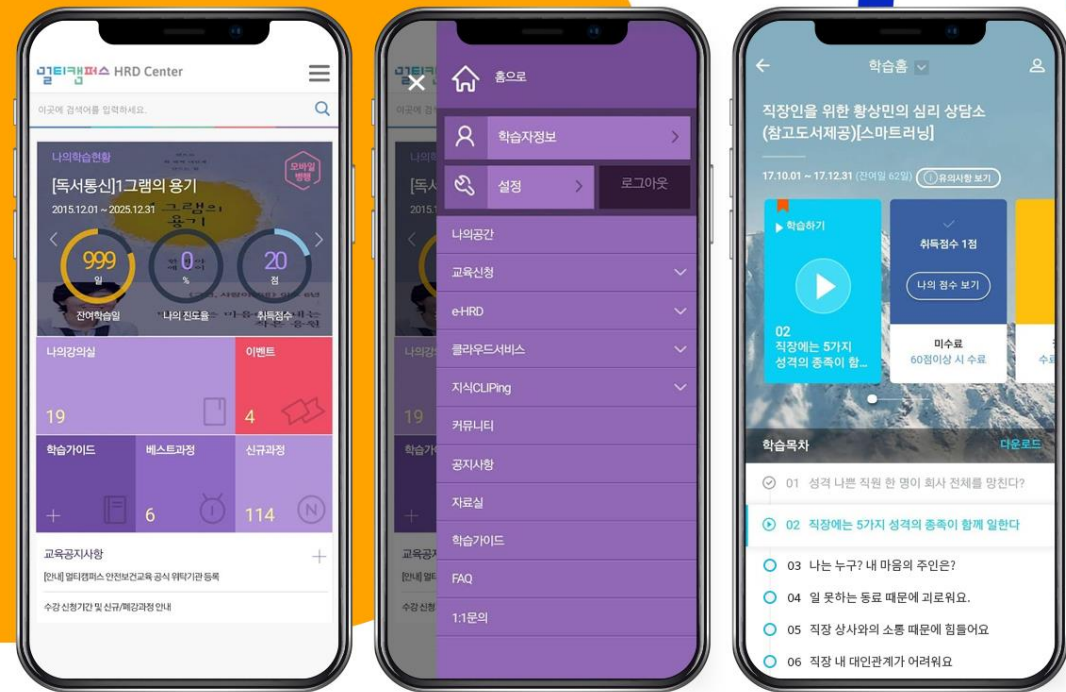 멀티캠퍼스 HRD Center
이곳에 검색어를 입력하세요.
나의학습현황
모바일
병행
[독서통신]1그램의 용기
2015.12.01 ~ 2025.12.31
999
일
잔여학습일
0
%
나의 진도율
20
점
취득점수
나의강의실
19
이벤트
4
학습가이드
베스트과정
6
신규과정
114
N
교육공지사항
[안내] 멀티캠퍼스 안전보건교육 공식 위탁기관 등록
수강 신청기간 및 신규/폐강과정 안내
홈으로
학습자정보
설정
로그아웃
나의공간
교육신청
e-HRD
클라우드서비스
지식CLIPing
커뮤니티
공지사항
자료실
학습가이드
FAQ
1:1문의
학습홈
직장인을 위한 황상민의 심리 상담소
(참고도서제공)[스마트러닝]
17.10.01 ~ 17.12.31 (잔여일 62일) 유의사항 보기
학습하기
02
직장에는 5가지
성격의 종족이 함...
취득점수 1점
나의 점수 보기
미수료
60점이상 시 수료
학습목차
다운로드
01 성격 나쁜 직원 한 명이 회사 전체를 망친다?
02 직장에는 5가지 성격의 종족이 함께 일한다
03 나는 누구? 내 마음의 주인은?
04 일 못하는 동료 때문에 괴로워요.
05 직장 상사와의 소통 때문에 힘들어요
06 직장 내 대인관계가 어려워요